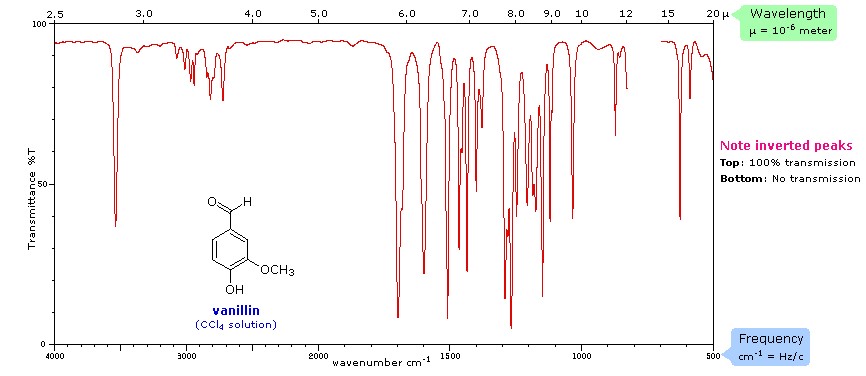 2.5 3.0 4.0 5.0 6.0 7.0 8.0 9.0 10 12 15 20 μ
Wavelength
μ = 10⁻⁶ meter
100
50
0
Transmittance %T
Note inverted peaks
Top: 100% transmission
Bottom: No transmission
O
H
OCH₃
OH
vanillin
(CCl₄ solution)
4000 3000 2000 1500 1000 500
wavenumber cm⁻¹
Frequency
cm⁻¹ = Hz/c